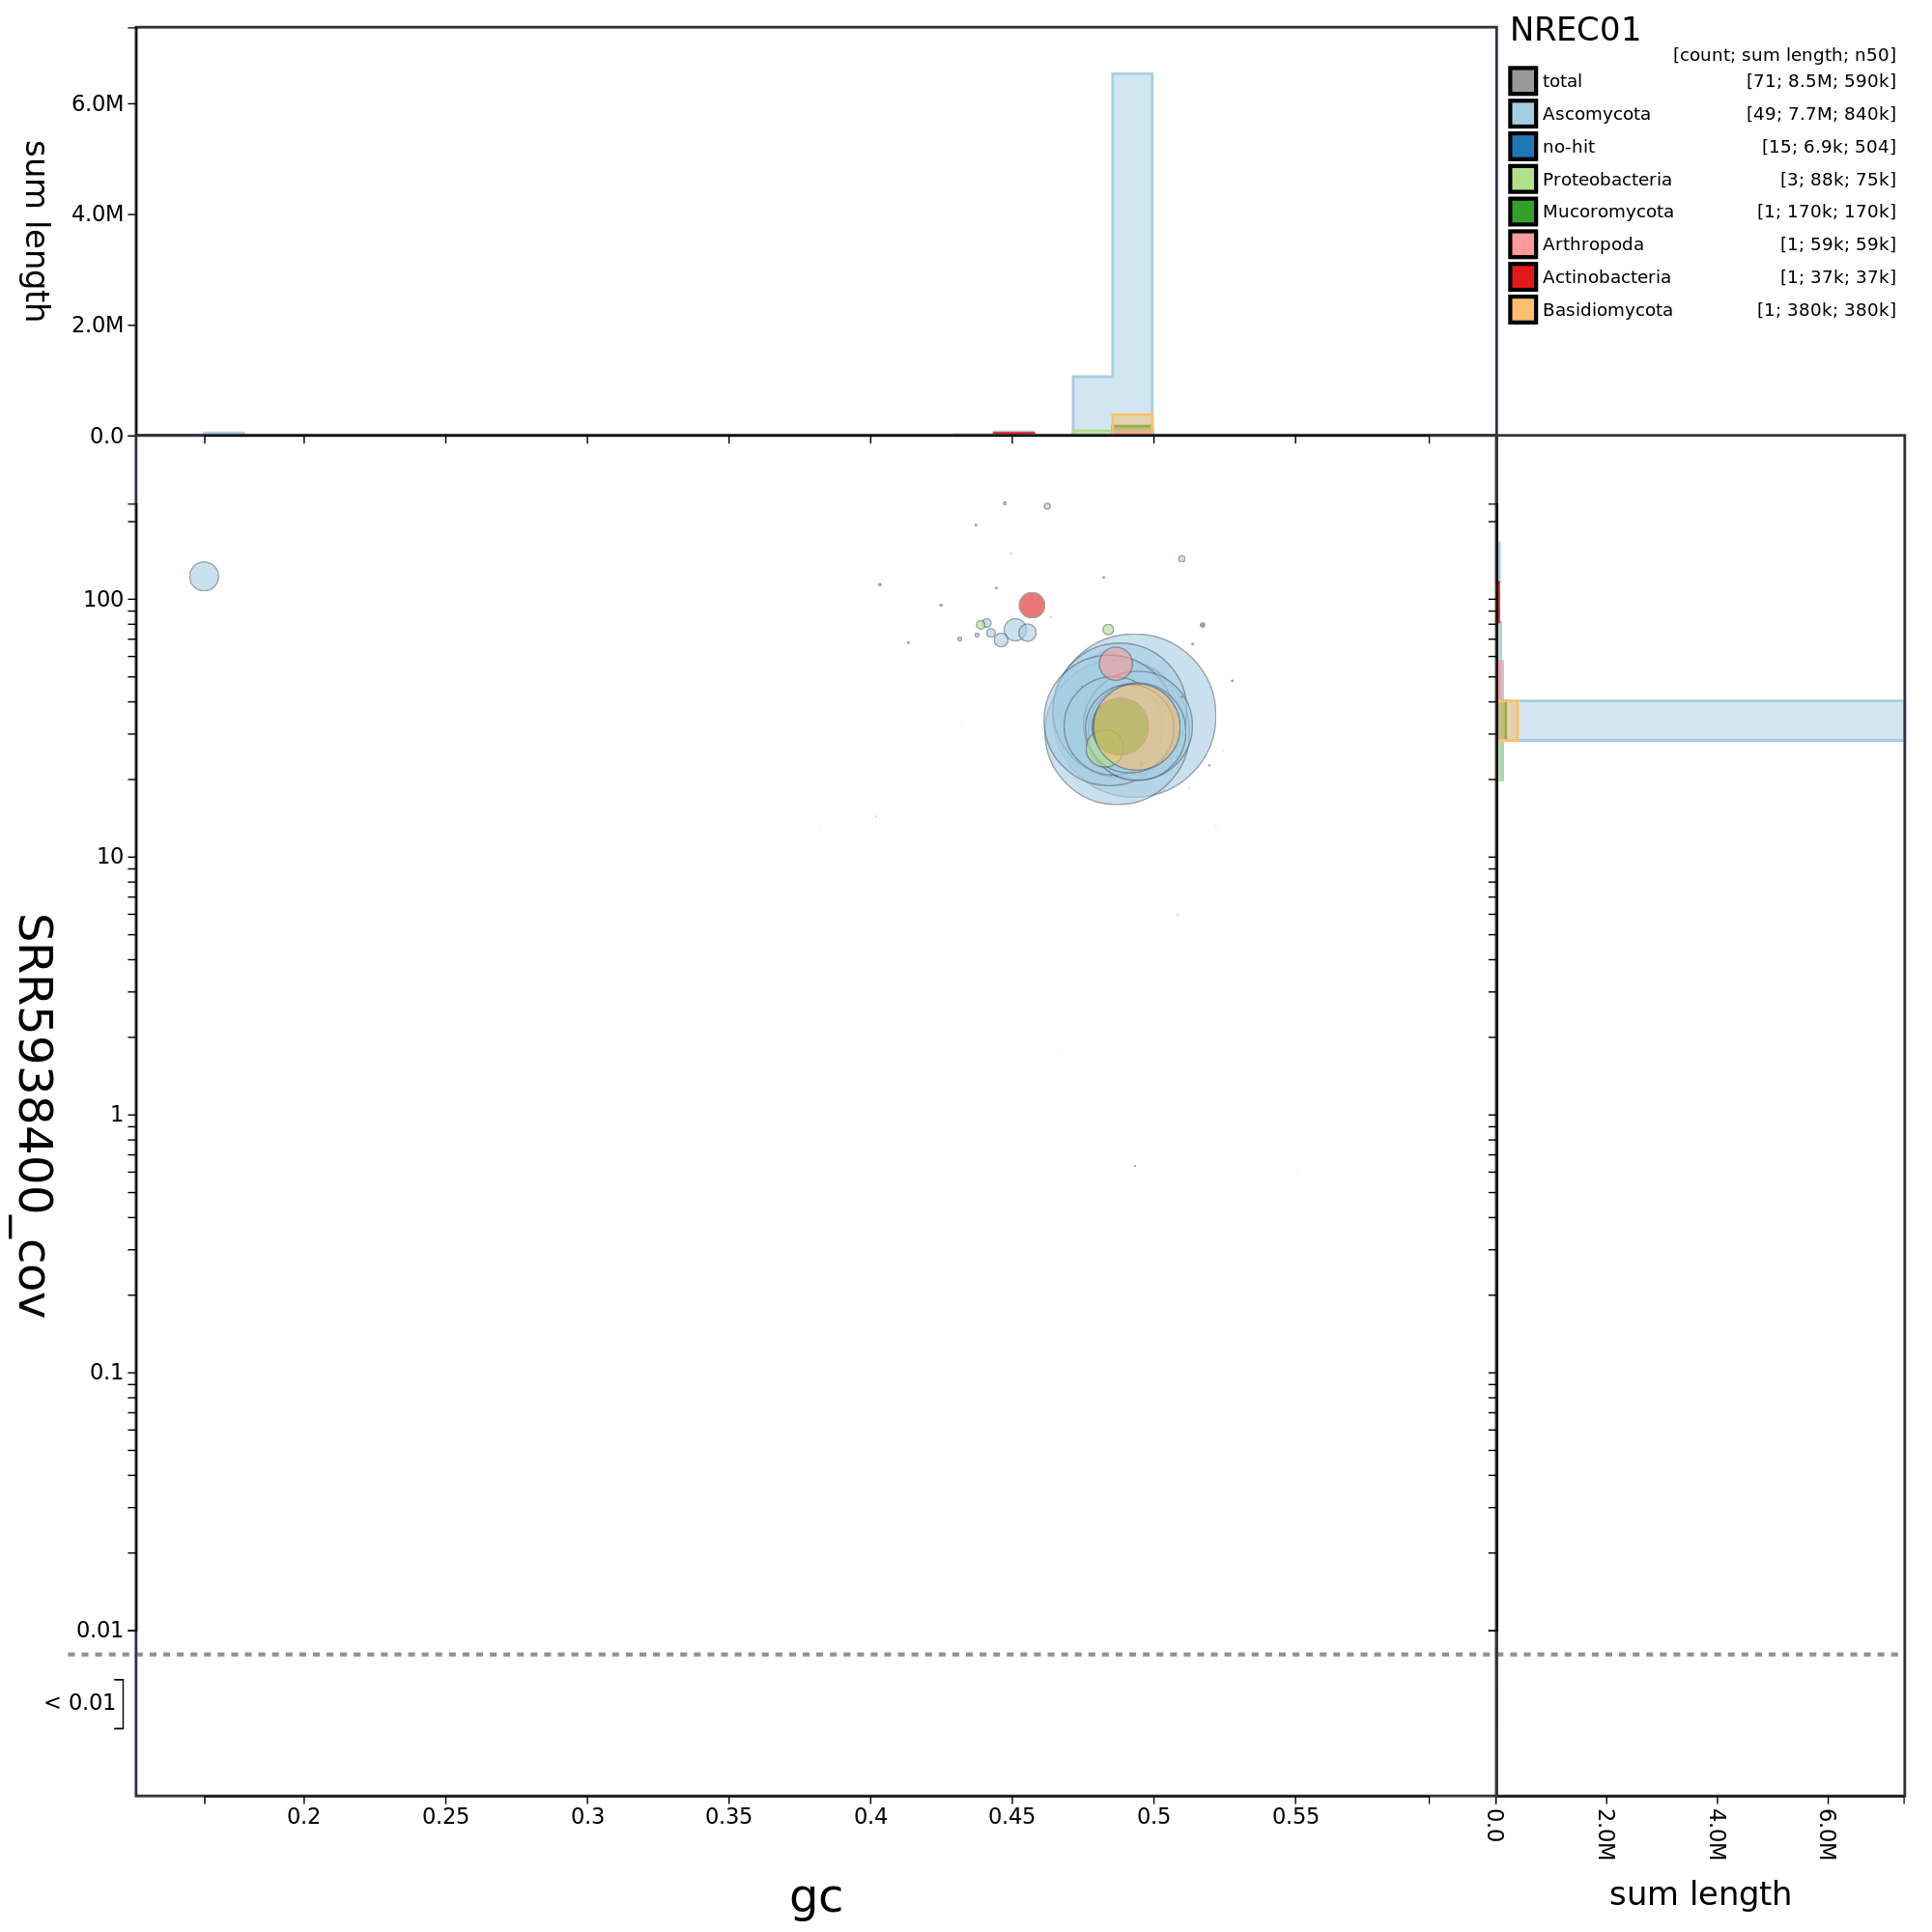 NREC01
[count; sum length; n50]
total [71; 8.5M; 590k]
Ascomycota [49; 7.7M; 840k]
no-hit [15; 6.9k; 504]
Proteobacteria [3; 88k; 75k]
Mucoromycota [1; 170k; 170k]
Arthropoda [1; 59k; 59k]
Actinobacteria [1; 37k; 37k]
Basidiomycota [1; 380k; 380k]
sum length
6.0M
4.0M
2.0M
0.0
SRR5938400_cov
100
10
1
0.1
0.01
< 0.01
0.2 0.25 0.3 0.35 0.4 0.45 0.5 0.55
gc
0.0 2.0M 4.0M 6.0M
sum length